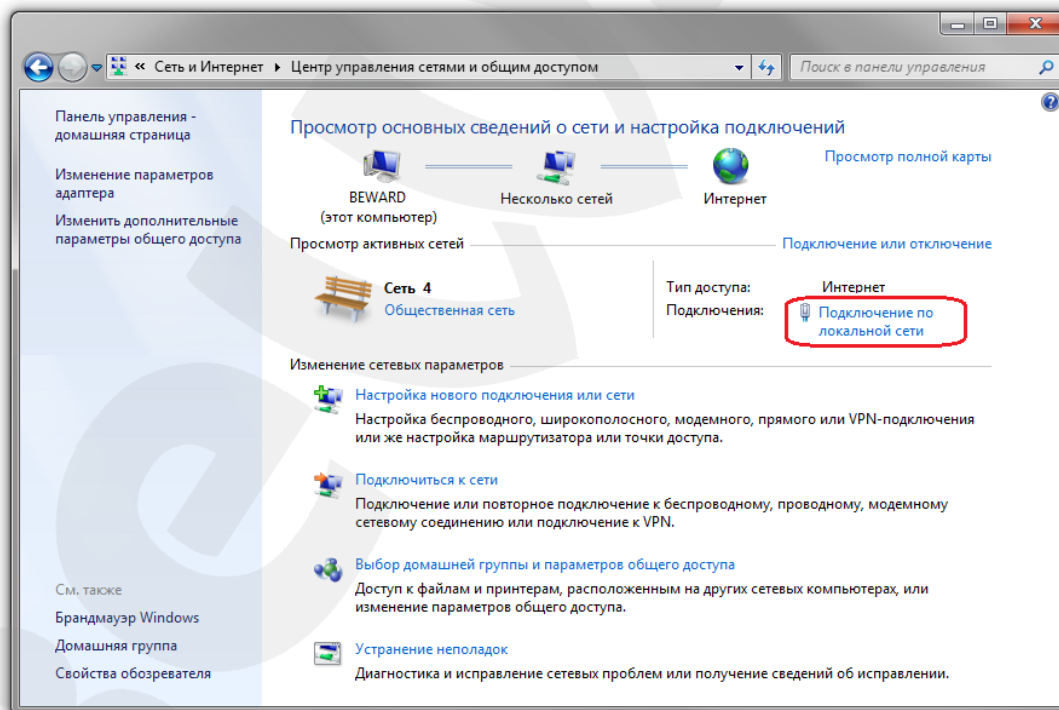 « Сеть и Интернет ▸ Центр управления сетями и общим доступом
Поиск в панели управления
Панель управления -
домашняя страница
Изменение параметров
адаптера
Изменить дополнительные
параметры общего доступа
См. также
Брандмауэр Windows
Домашняя группа
Свойства обозревателя
Просмотр основных сведений о сети и настройка подключений
Просмотр полной карты
BEWARD
(этот компьютер)
Несколько сетей
Интернет
Просмотр активных сетей
Подключение или отключение
Сеть 4
Общественная сеть
Тип доступа: Интернет
Подключения: Подключение по
локальной сети
Изменение сетевых параметров
Настройка нового подключения или сети
Настройка беспроводного, широкополосного, модемного, прямого или VPN-подключения
или же настройка маршрутизатора или точки доступа.
Подключиться к сети
Подключение или повторное подключение к беспроводному, проводному, модемному
сетевому соединению или подключение к VPN.
Выбор домашней группы и параметров общего доступа
Доступ к файлам и принтерам, расположенным на других сетевых компьютерах, или
изменение параметров общего доступа.
Устранение неполадок
Диагностика и исправление сетевых проблем или получение сведений об исправлении.